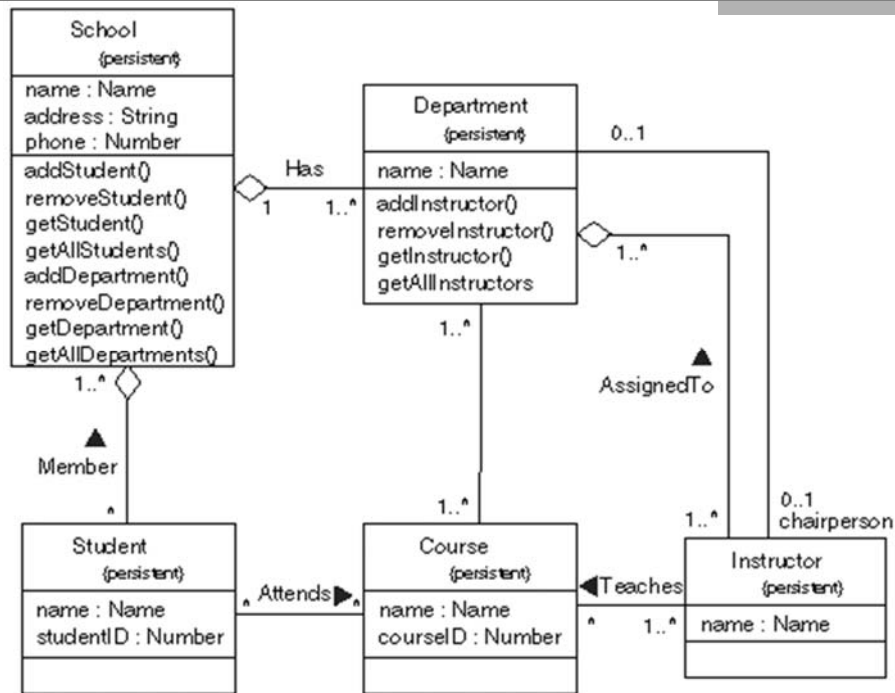 School
{persistent}
name : Name
address : String
phone : Number
addStudent()
removeStudent()
getStudent()
getAllStudents()
addDepartment()
removeDepartment()
getDepartment()
getAllDepartments()
Has
1
1..*
Department
{persistent}
name : Name
addInstructor()
removeInstructor()
getInstructor()
getAllInstructors
0..1
1..*
1..*
1..*
Member
*
AssignedTo
1..*
1..*
0..1
chairperson
Student
{persistent}
name : Name
studentID : Number
* Attends *
Course
{persistent}
name : Name
courseID : Number
Teaches
* 1..*
Instructor
{persistent}
name : Name